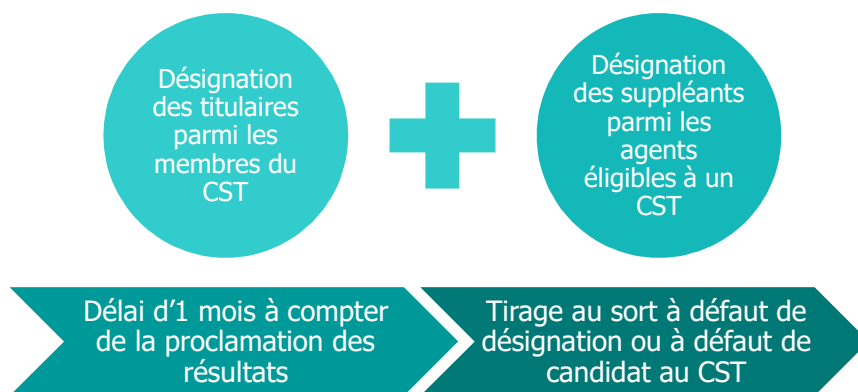 Désignation
des titulaires
parmi les
membres du
CST
Désignation
des suppléants
parmi les
agents
éligibles à un
CST
Délai d’1 mois à compter
de la proclamation des
résultats
Tirage au sort à défaut de
désignation ou à défaut de
candidat au CST